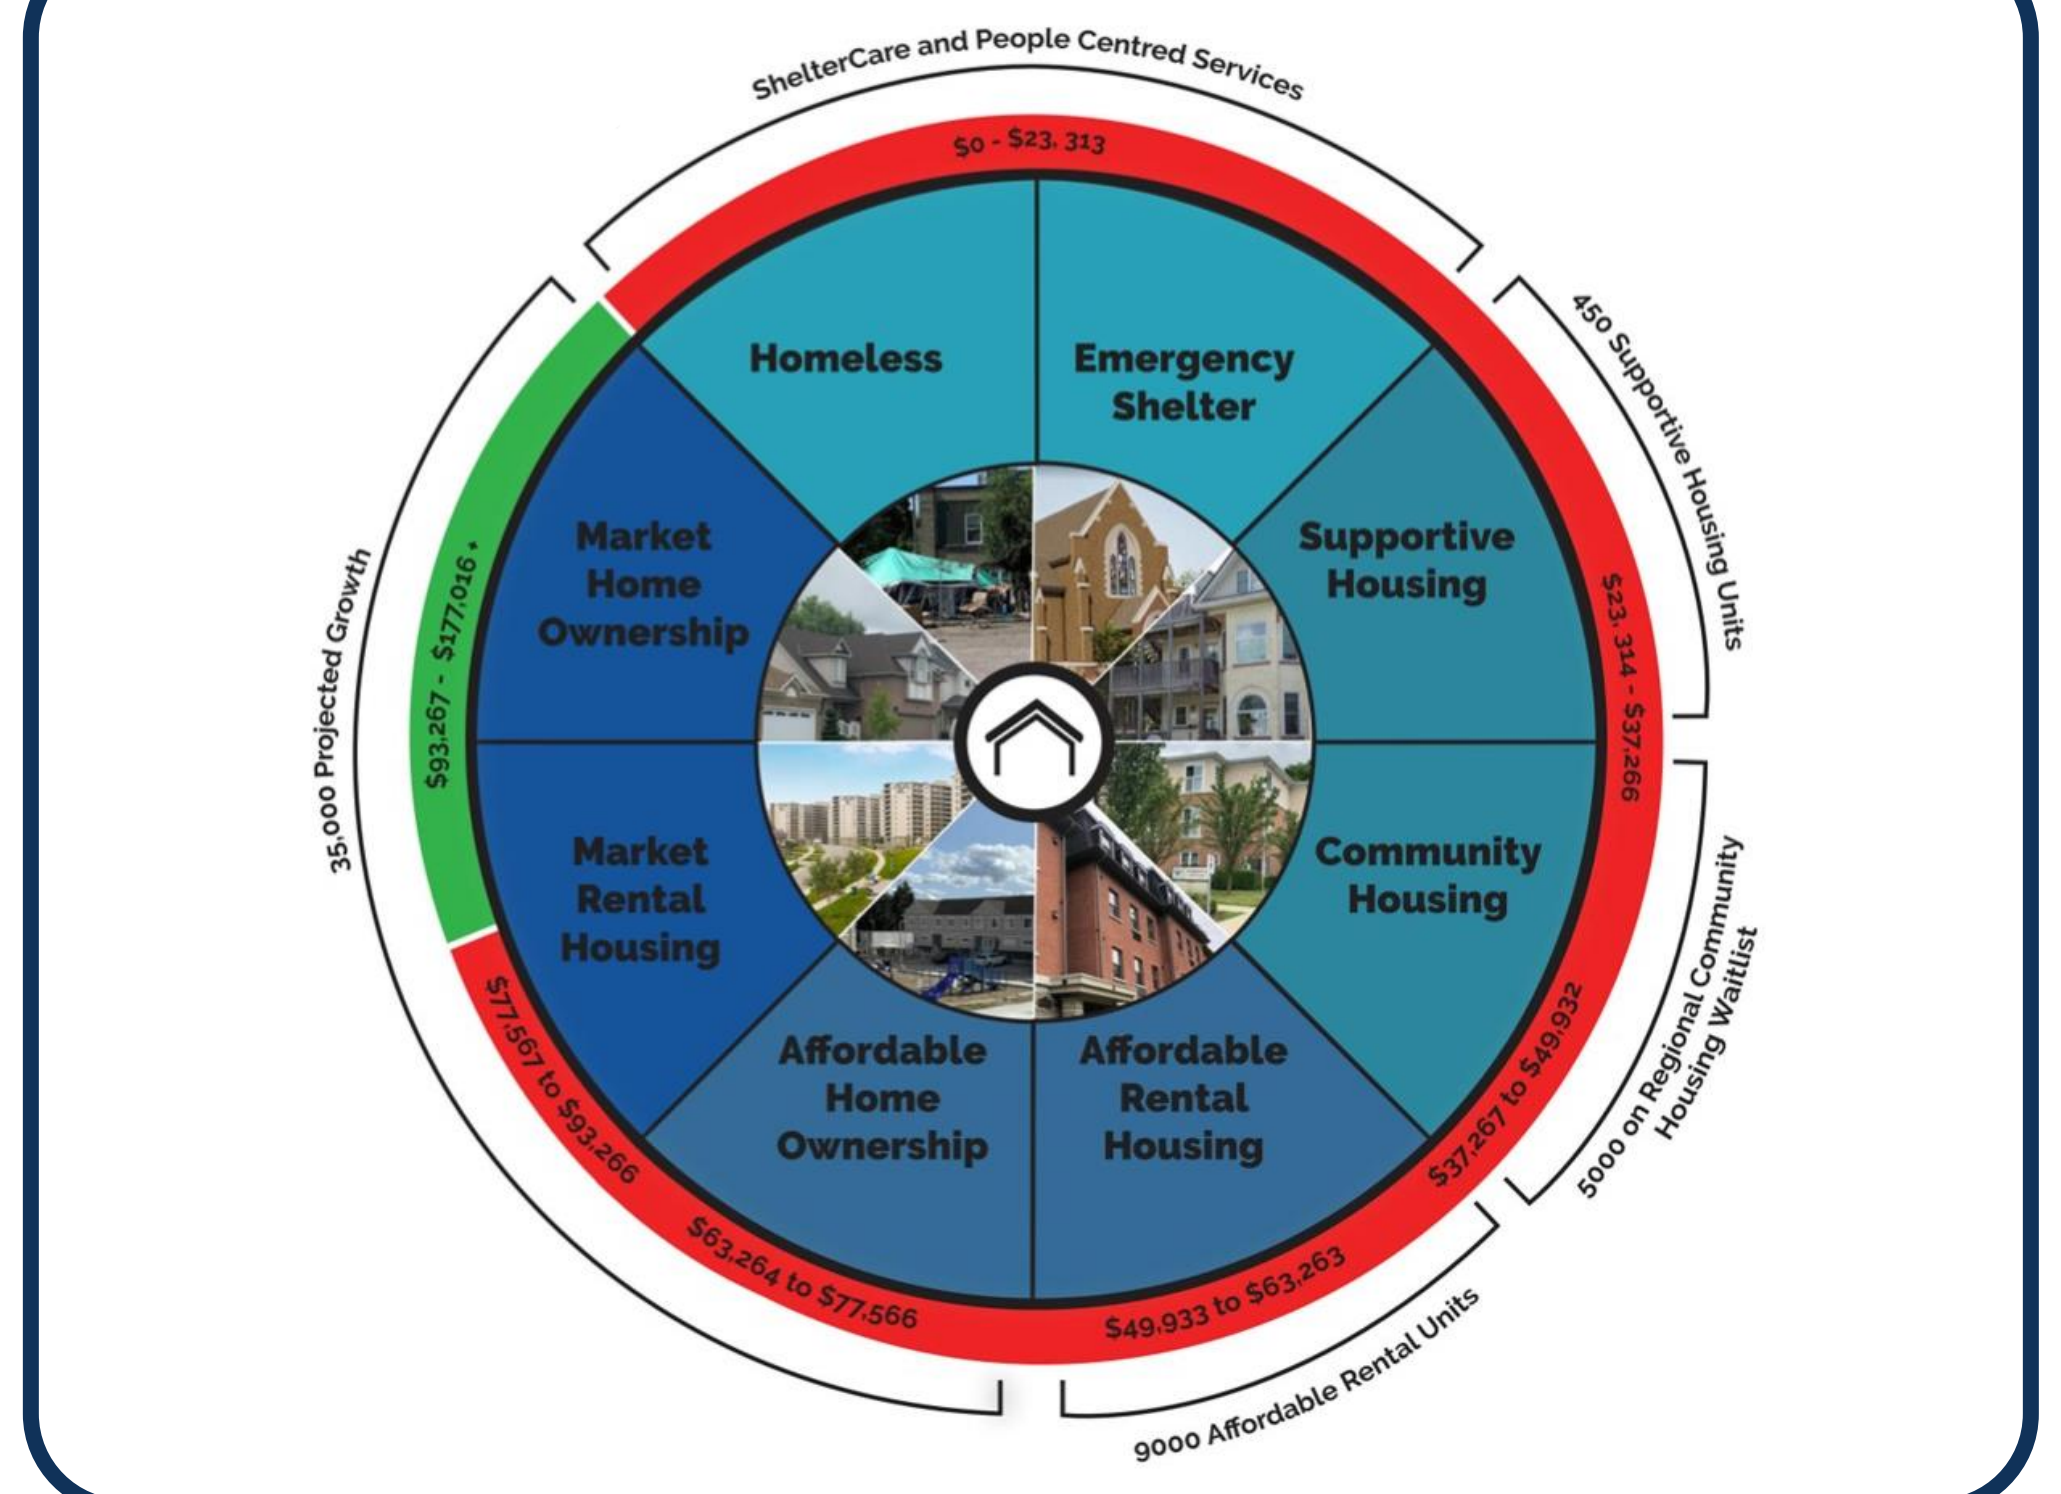 ShelterCare and People Centred Services
$0 - $23, 313
Homeless
Emergency
Shelter
450 Supportive Housing Units
Supportive
Housing
$23, 314 - $37,266
Community
Housing
5000 on Regional Community
Housing Waitlist
$37,267 to $49,932
Affordable
Rental
Housing
$49,933 to $63,263
9000 Affordable Rental Units
Affordable
Home
Ownership
$63,264 to $77,566
Market
Rental
Housing
$77,567 to $93,266
Market
Home
Ownership
$93,267 - $177,016 +
35,000 Projected Growth